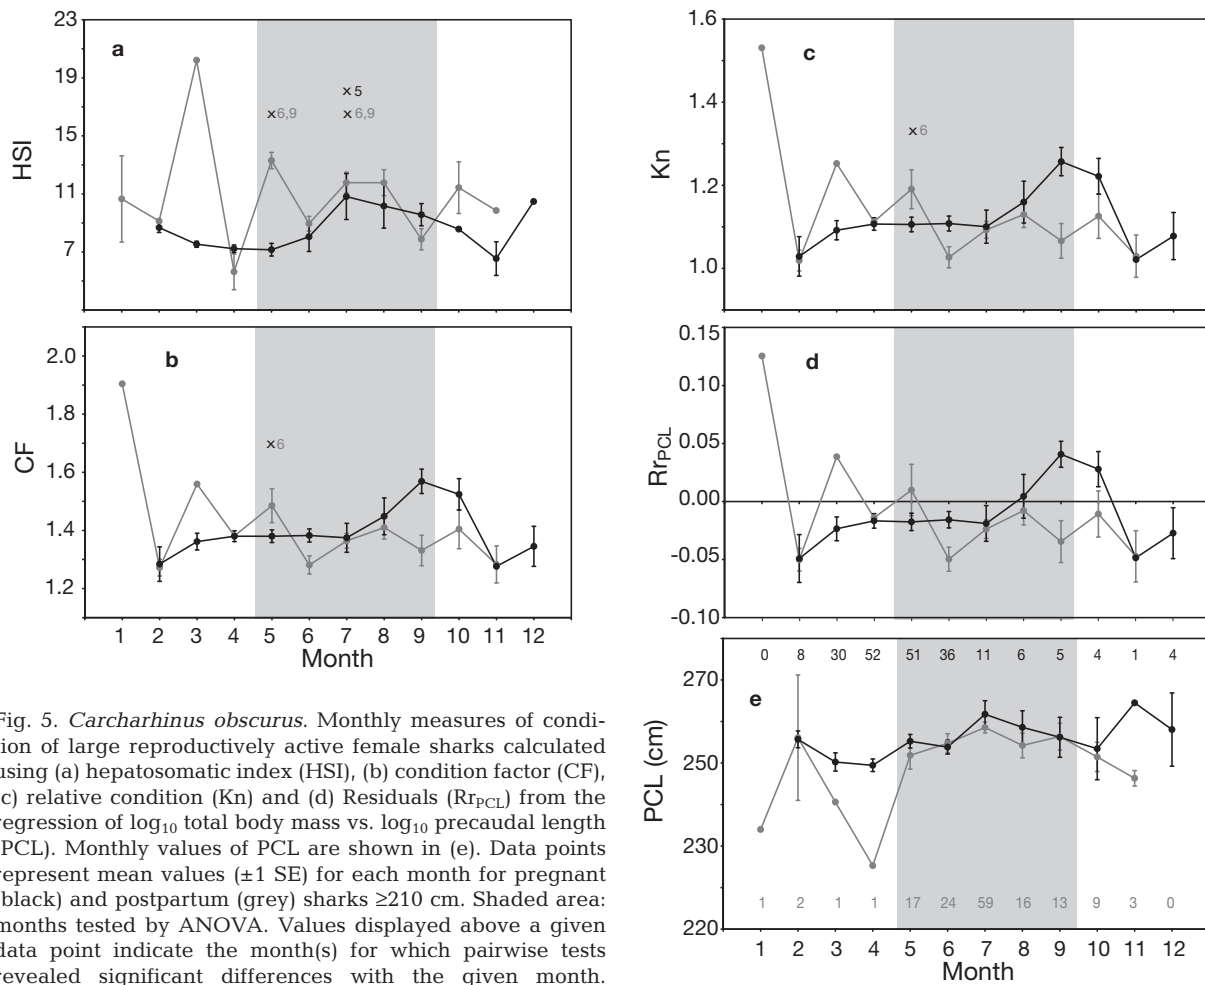 a
HSI
23
19
15
11
7
×5
×6,9
×6,9
b
CF
2.0
1.8
1.6
1.4
1.2
×6
1 2 3 4 5 6 7 8 9 10 11 12
Month
c
Kn
1.6
1.4
1.2
1.0
×6
d
RrPCL
0.15
0.10
0.05
0.00
-0.05
-0.10
e
PCL (cm)
270
250
230
220
0 8 30 52 51 36 11 6 5 4 1 4
1 2 1 1 17 24 59 16 13 9 3 0
1 2 3 4 5 6 7 8 9 10 11 12
Month
Fig. 5. Carcharhinus obscurus. Monthly measures of condi-
tion of large reproductively active female sharks calculated
using (a) hepatosomatic index (HSI), (b) condition factor (CF),
c) relative condition (Kn) and (d) Residuals (RrPCL) from the
regression of log10 total body mass vs. log10 precaudal length
PCL). Monthly values of PCL are shown in (e). Data points
represent mean values (±1 SE) for each month for pregnant
black) and postpartum (grey) sharks ≥210 cm. Shaded area:
months tested by ANOVA. Values displayed above a given
data point indicate the month(s) for which pairwise tests
revealed significant differences with the given month.